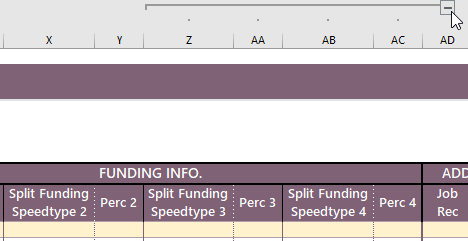 X Y Z AA AB AC AD
FUNDING INFO. ADD
Split Funding Split Funding Split Funding Job
Perc 2 Perc 3 Perc 4
Speedtype 2 Speedtype 3 Speedtype 4 Rec